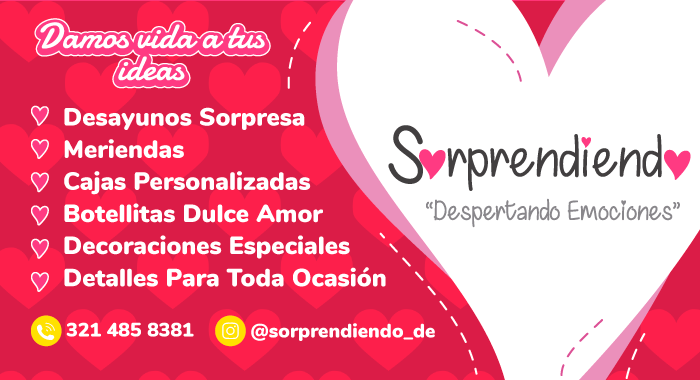 Damos vida a tus
ideas
Desayunos Sorpresa
Meriendas
Cajas Personalizadas
Botellitas Dulce Amor
Decoraciones Especiales
Detalles Para Toda Ocasión
321 485 8381
@sorprendiendo_de
Sorprendiendo
“Despertando Emociones”